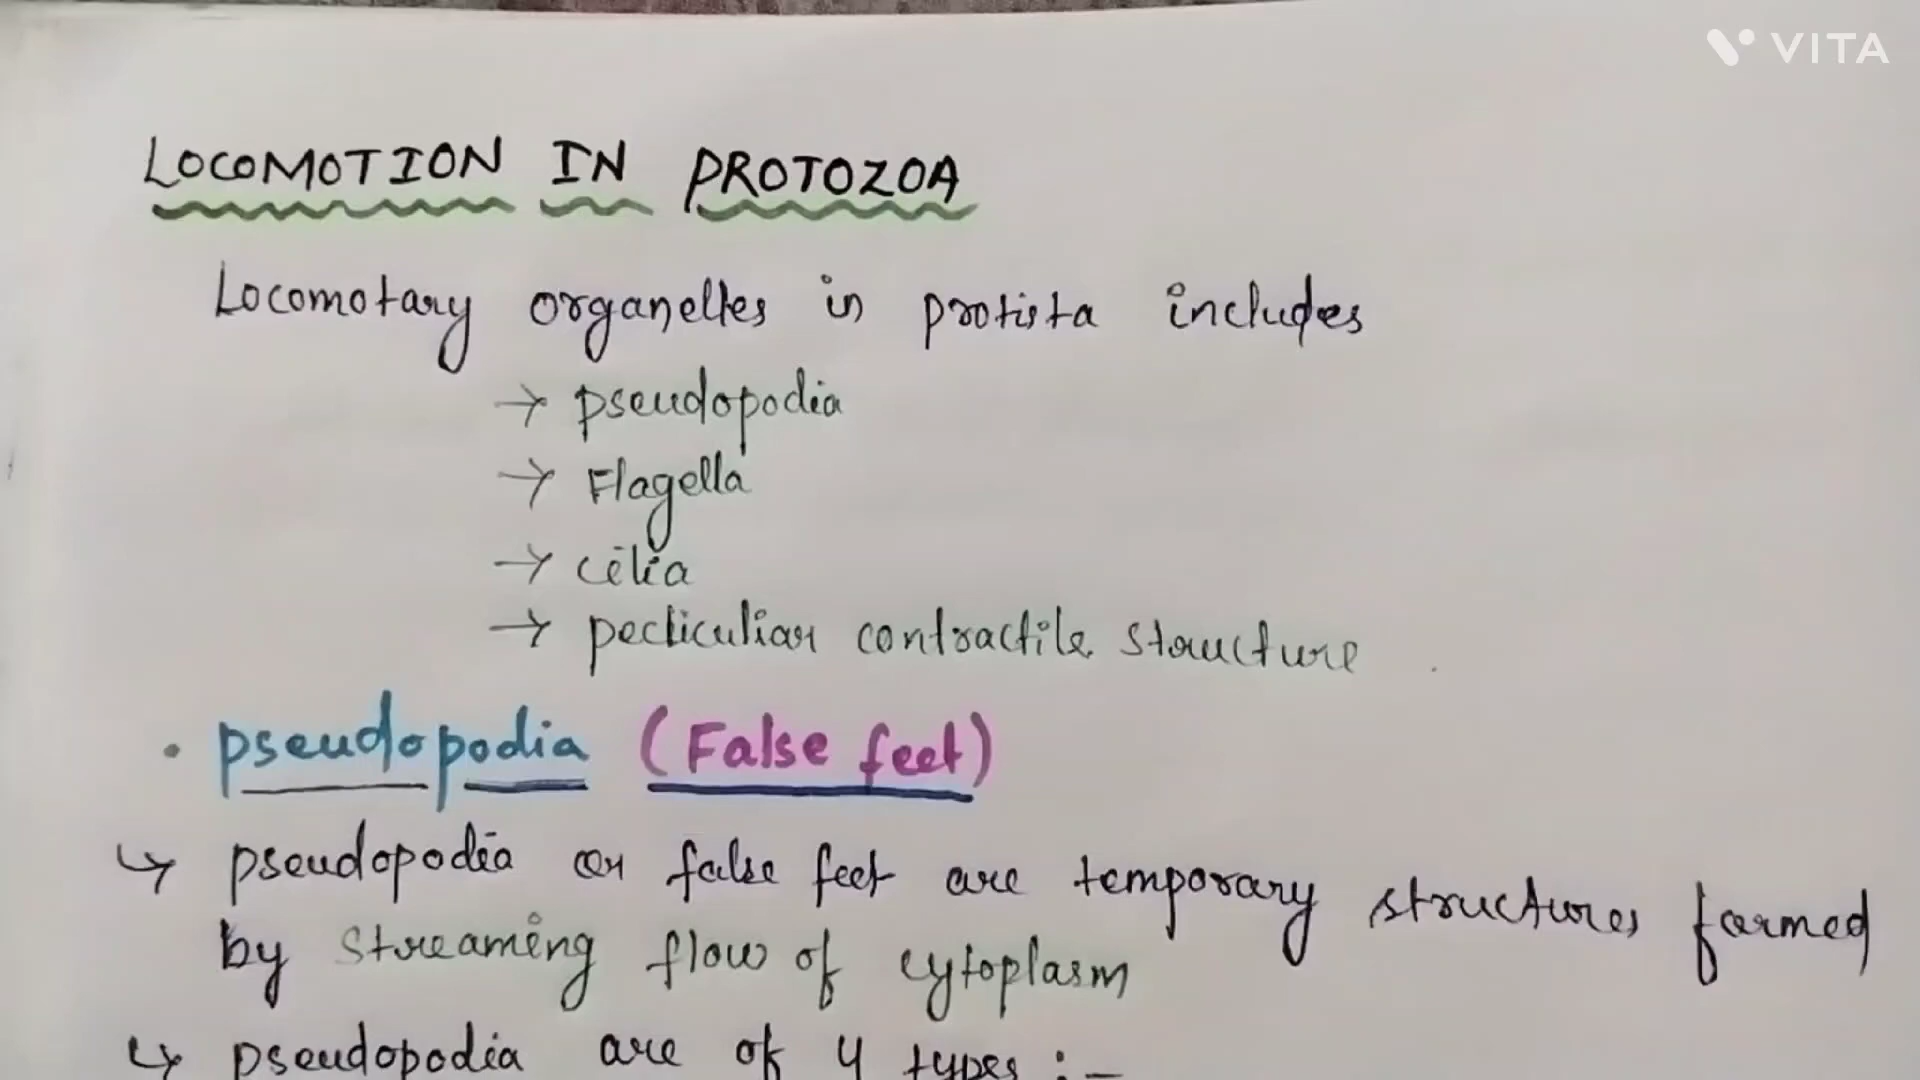 VITA
LOCOMOTION IN PROTOZOA
Locomotary organelles in protista includes
→ pseudopodia
→ Flagella
→ cilia
→ pecliculiar contractile structure
• pseudopodia (False feet)
↳ pseudopodia or false feet are temporary structures formed
by streaming flow of cytoplasm
↳ pseudopodia are of 4 types :-